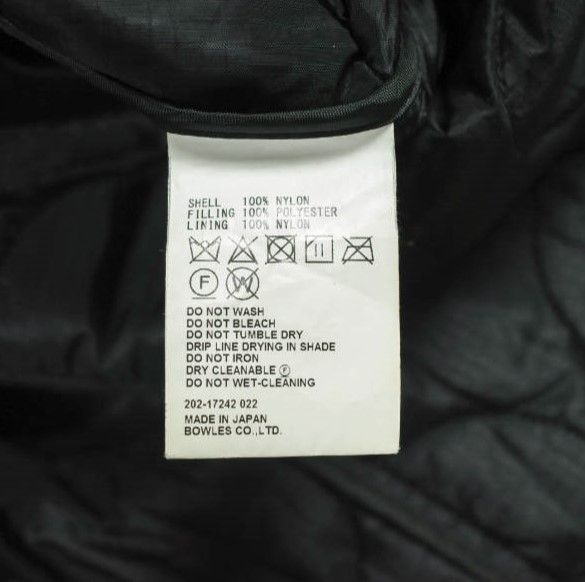 SHELL 100% NYLON
FILLING 100% POLYESTER
LINING 100% NYLON
F W
DO NOT WASH
DO NOT BLEACH
DO NOT TUMBLE DRY
DRIP LINE DRYING IN SHADE
DO NOT IRON
DRY CLEANABLE Ⓕ
DO NOT WET-CLEANING
202-17242 022
MADE IN JAPAN
BOWLES CO.,LTD.